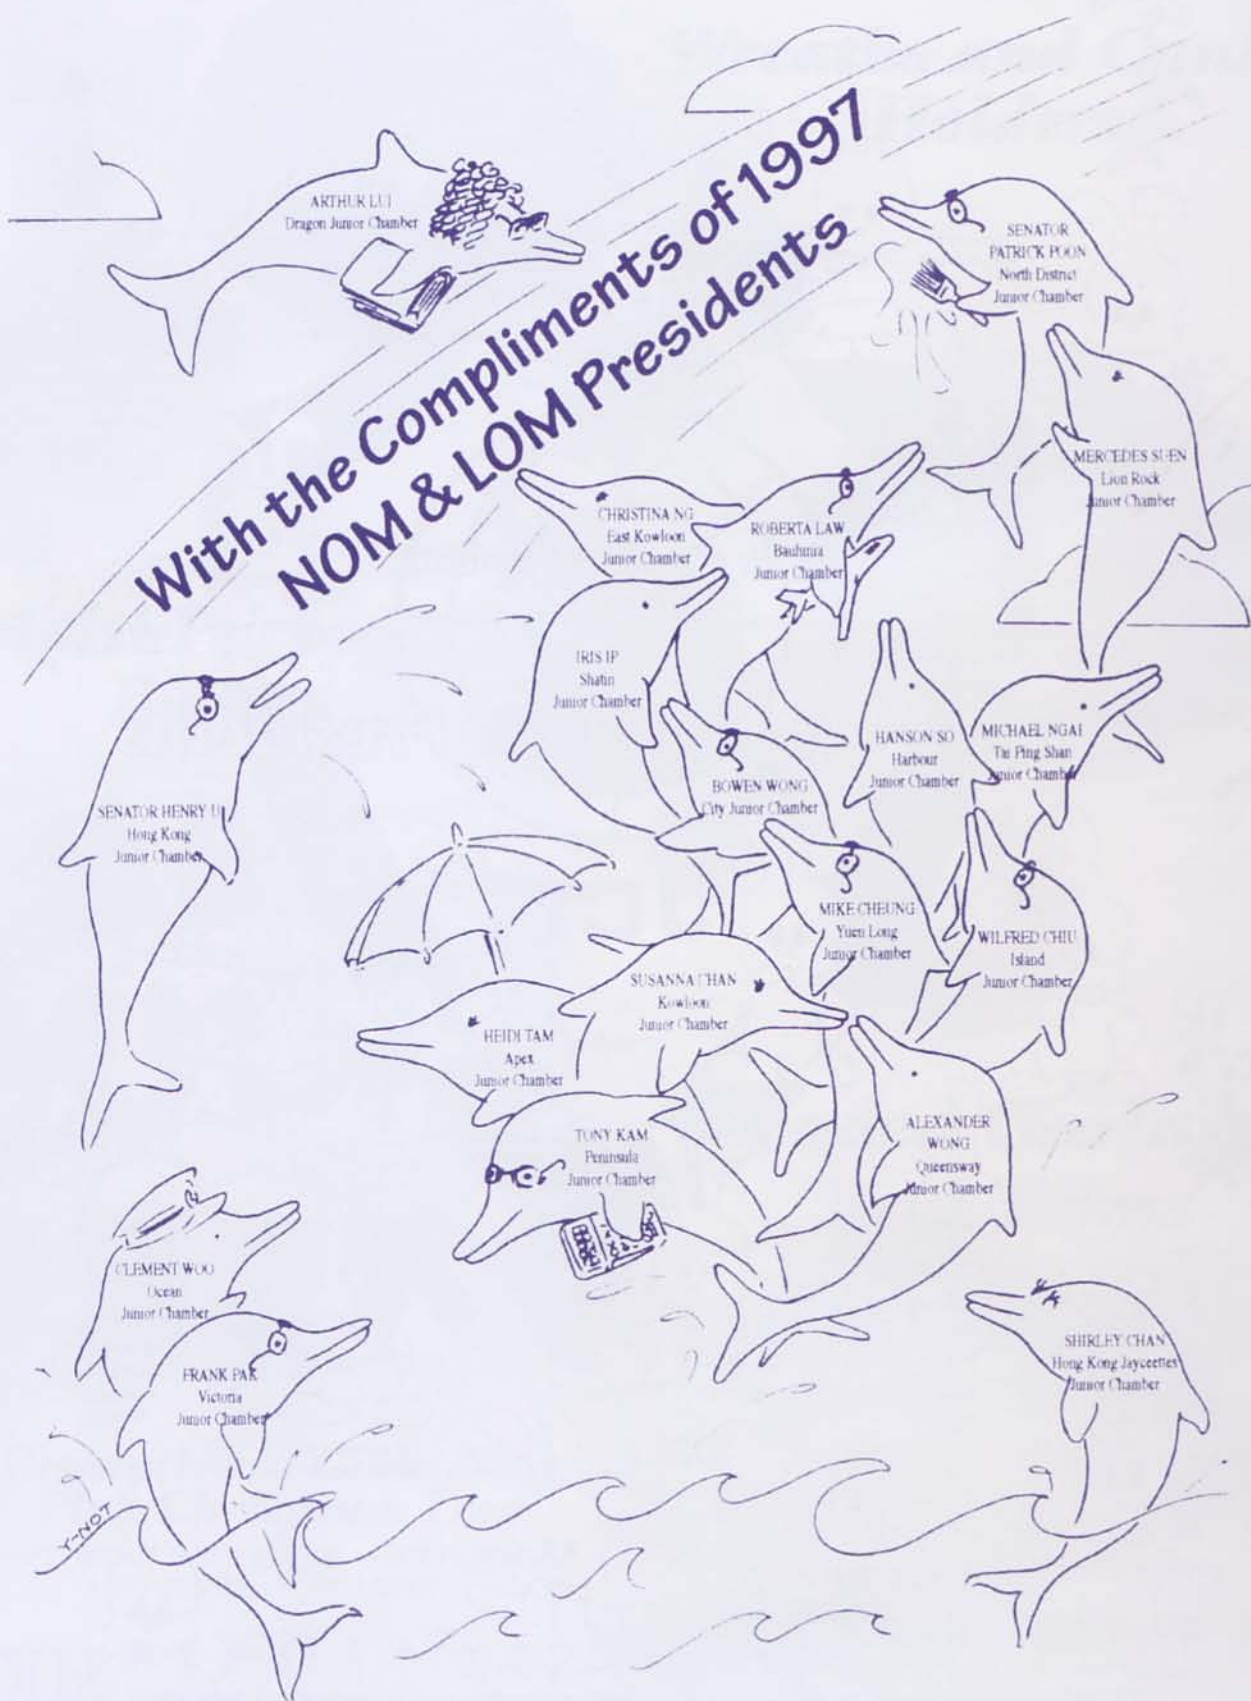 With the Compliments of 1997
NOM & LOM Presidents
ARTHUR LUI
Dragon Junior Chamber
SENATOR
PATRICK POON
North District
Junior Chamber
MERCEDES SUEN
Lion Rock
Junior Chamber
CHRISTINA NG
East Kowloon
Junior Chamber
ROBERTA LAW
Bauhinia
Junior Chamber
IRIS IP
Shatin
Junior Chamber
HANSON SO
Harbour
Junior Chamber
MICHAEL NGAI
Tai Ping Shan
Junior Chamber
BOWEN WONG
City Junior Chamber
SENATOR HENRY
Hong Kong
Junior Chamber
MIKE CHEUNG
Yuen Long
Junior Chamber
WILFRED CHIU
Island
Junior Chamber
SUSANNA CHAN
Kowloon
Junior Chamber
HEIDI TAM
Apex
Junior Chamber
TONY KAM
Peninsula
Junior Chamber
ALEXANDER
WONG
Queensway
Junior Chamber
CLEMENT WOO
Ocean
Junior Chamber
FRANK PAK
Victoria
Junior Chamber
SHIRLEY CHAN
Hong Kong Jayceettes
Junior Chamber
Y-NOT